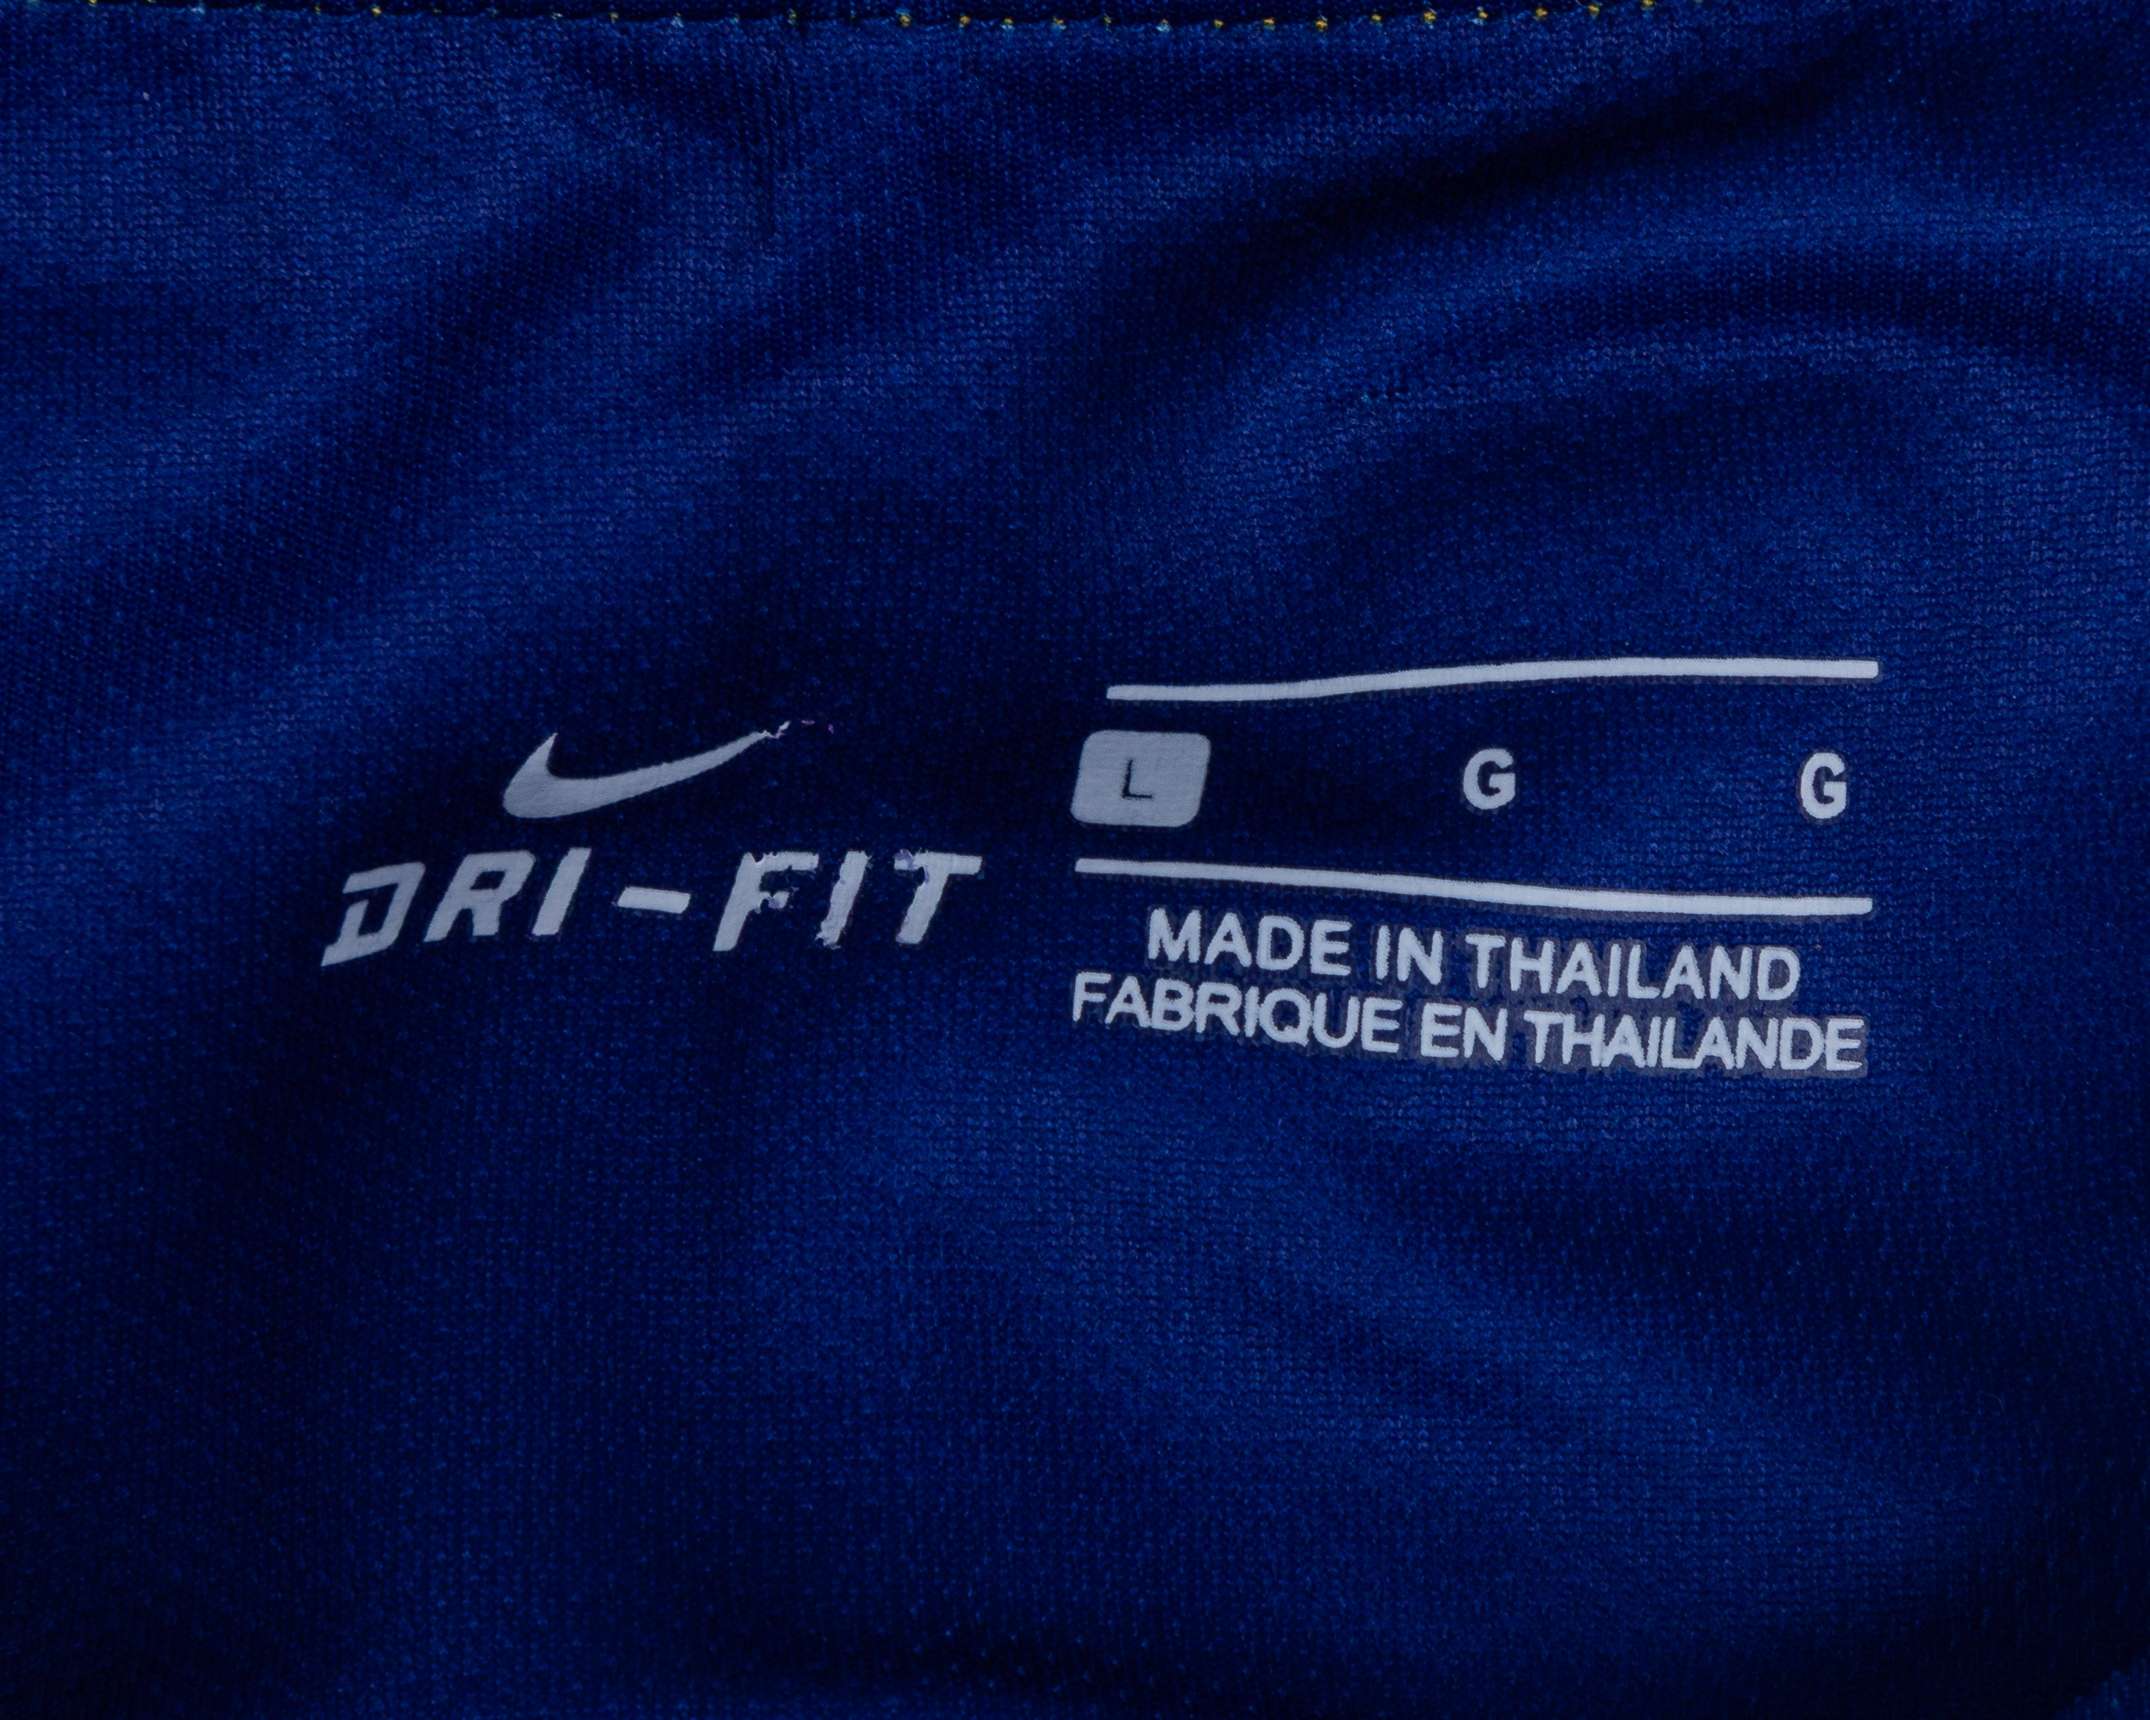 DRI-FIT
L G G
MADE IN THAILAND
FABRIQUE EN THAILANDE